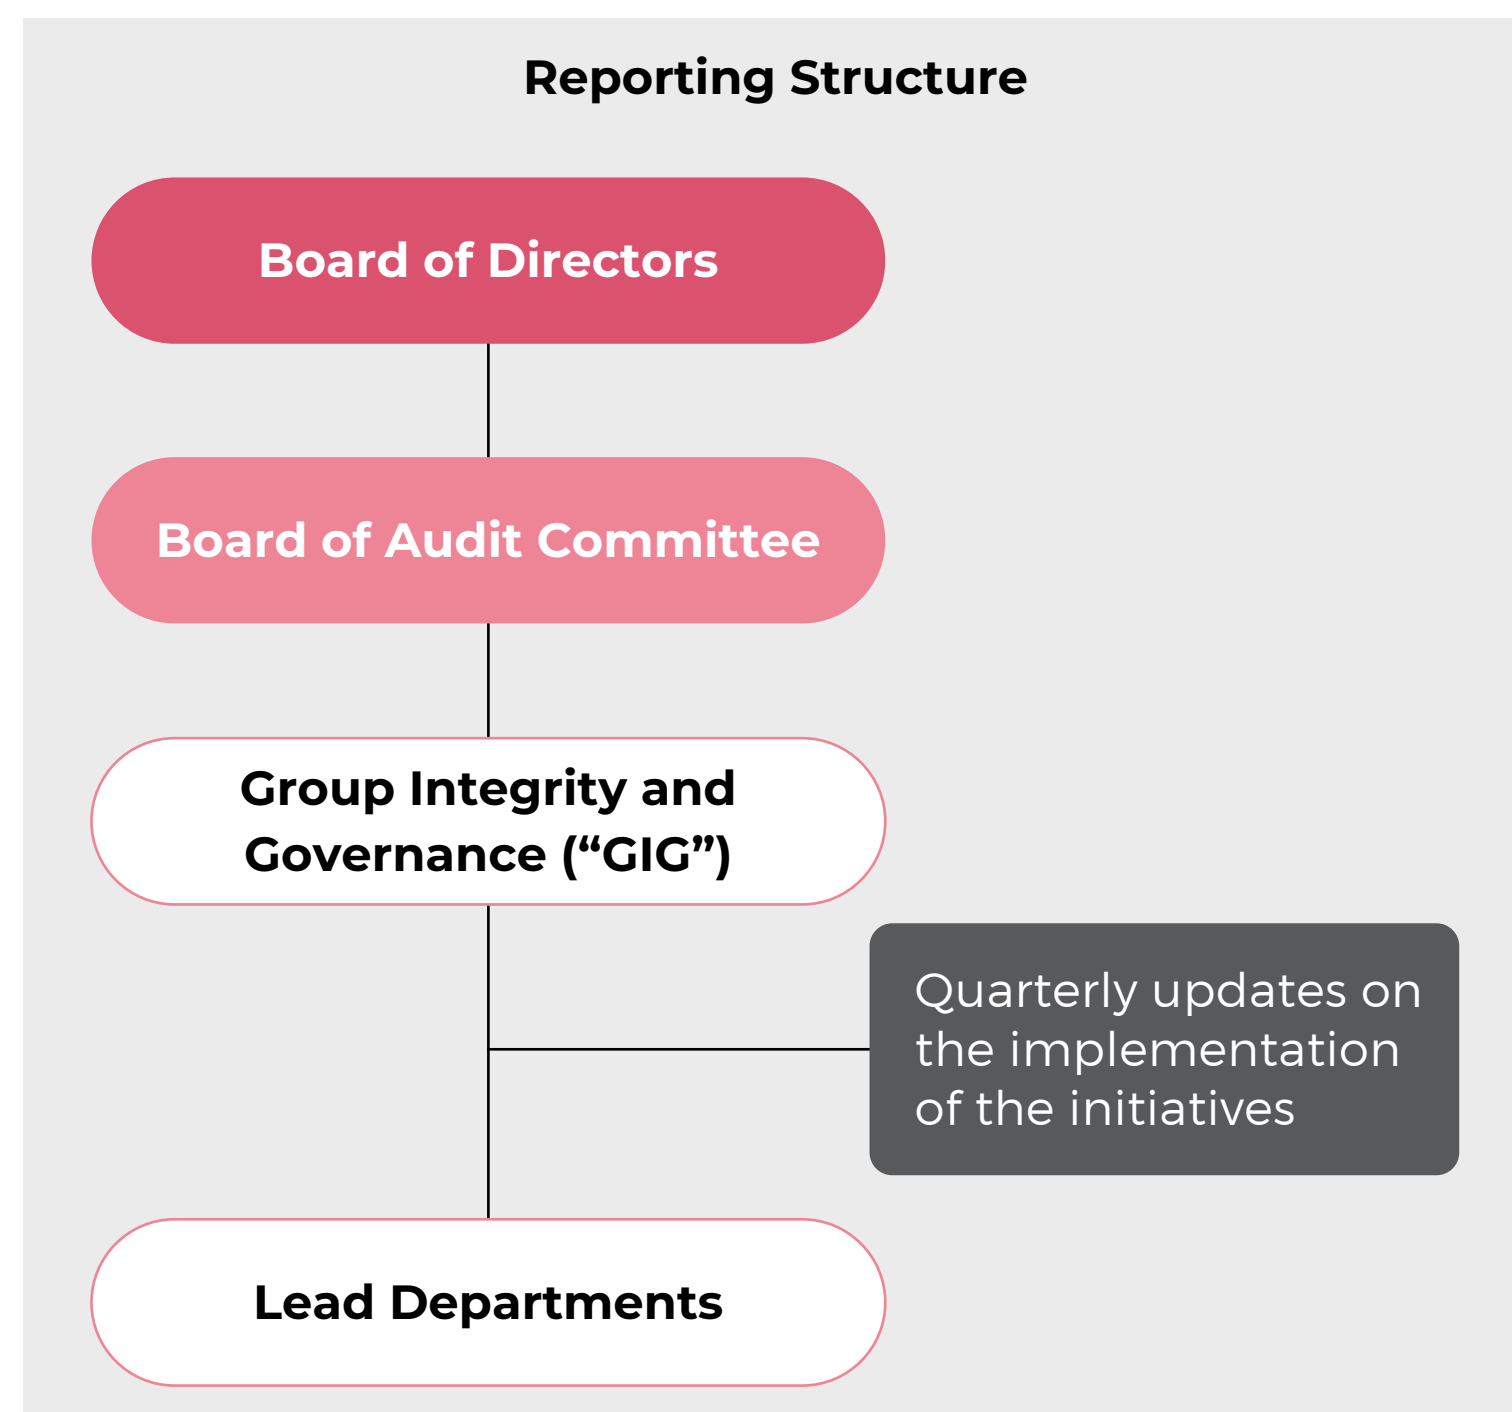 Reporting Structure
Board of Directors
Board of Audit Committee
Group Integrity and
Governance (“GIG”)
Quarterly updates on
the implementation
of the initiatives
Lead Departments